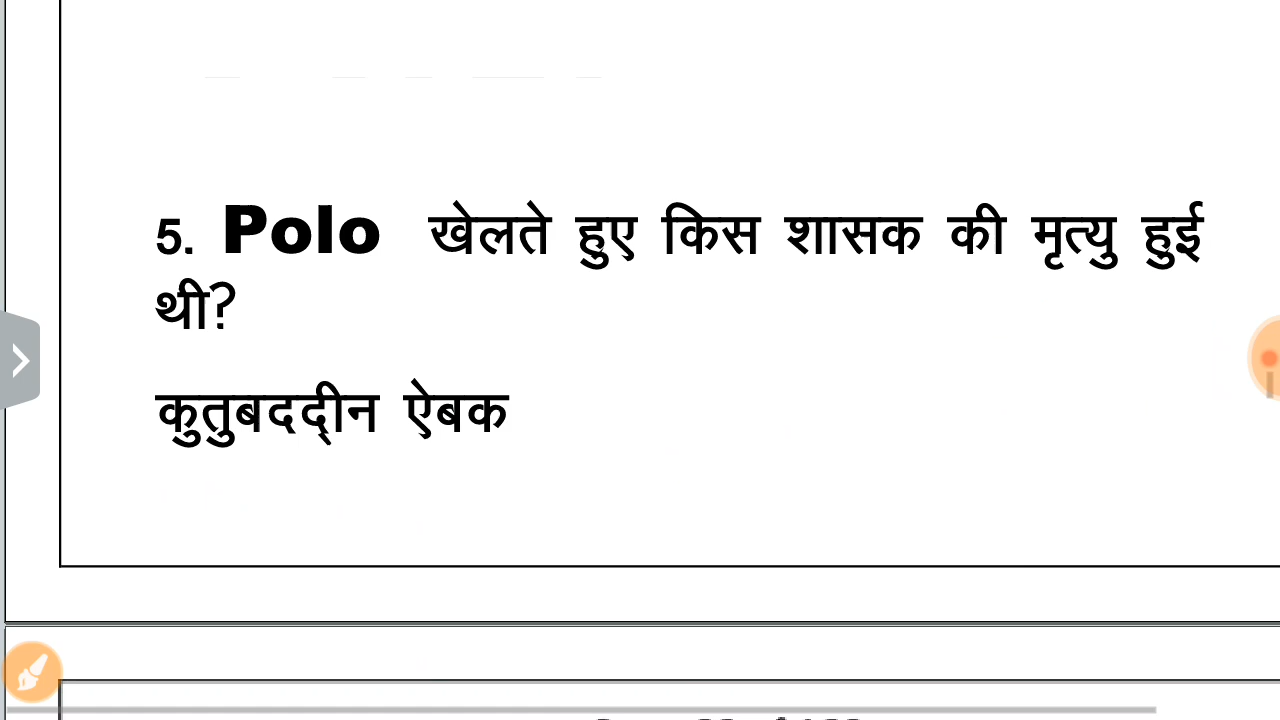 5. Polo खेलते हुए किस शासक की मृत्यु हुई
थी?
कुतुबदद्ीन ऐबक